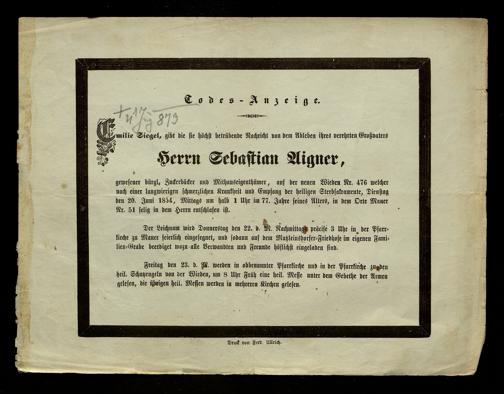 Todes-Anzeige.
Emilie Siegel, gibt die sie höchst betrübende Nachricht von dem Ableben ihres verehrten Großvaters
Herrn Sebastian Aigner,
gewesener bürgl. Zuckerbäcker und Mithauseigenthümer, auf der neuen Wieden Nr. 476 welcher
nach einer langwierigen schmerzlichen Krankheit und Empfang der heiligen Sterbsakramente, Dienstag
den 20. Juni 1854, Mittags um halb 1 Uhr im 77. Jahre seines Alters, in dem Orte Mauer
Nr. 51 selig in dem Herrn entschlafen ist.
Der Leichnam wird Donnerstag den 22. d. M. Nachmittags präcise 3 Uhr in der Pfarr-
kirche zu Mauer feierlich eingesegnet, und sodann auf dem Matzleinsdorfer-Friedhofe im eigenen Fami-
lien-Grabe beerdiget wozu alle Verwandten und Freunde höflichst eingeladen sind.
Freitag den 23. d. M. werden in obbenannter Pfarrkirche und in der Pfarrkirche zu den
heil. Schutzengeln von der Wieden, um 8 Uhr Früh eine heil. Messe unter dem Gebethe der Armen
gelesen, die übrigen heil. Messen werden in mehreren Kirchen gelesen.
Druck von Ferd. Ullrich.